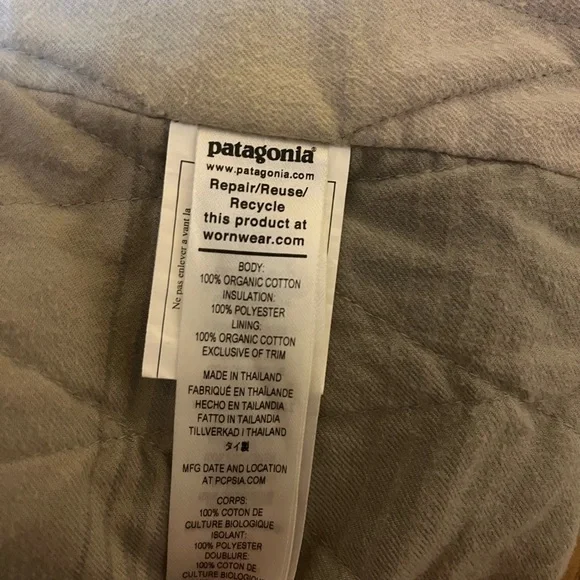 patagonia®
www.patagonia.com
Repair/Reuse/
Recycle
this product at
wornwear.com
BODY:
100% ORGANIC COTTON
INSULATION:
100% POLYESTER
LINING:
100% ORGANIC COTTON
EXCLUSIVE OF TRIM
MADE IN THAILAND
FABRIQUÉ EN THAÏLANDE
HECHO EN TAILANDIA
FATTO IN TAILANDIA
TILLVERKAD I THAILAND
タイ製
MFG DATE AND LOCATION
AT PCPSIA.COM
CORPS:
100% COTON DE
CULTURE BIOLOGIQUE
ISOLANT:
100% POLYESTER
DOUBLURE:
100% COTON DE
CULTURE BIOLOGIQUE
Ne pas enlever a vant la